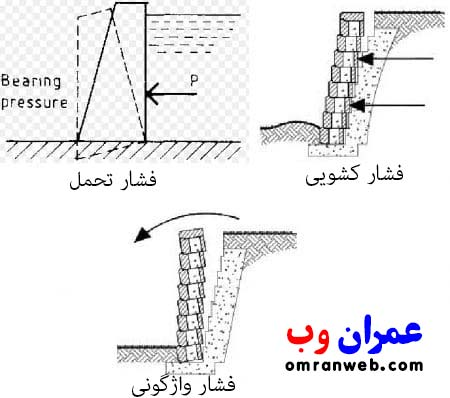 Bearing
pressure
P
فشار تحمل
فشار کشویی
فشار واژگونی
عمران وب
omranweb.com